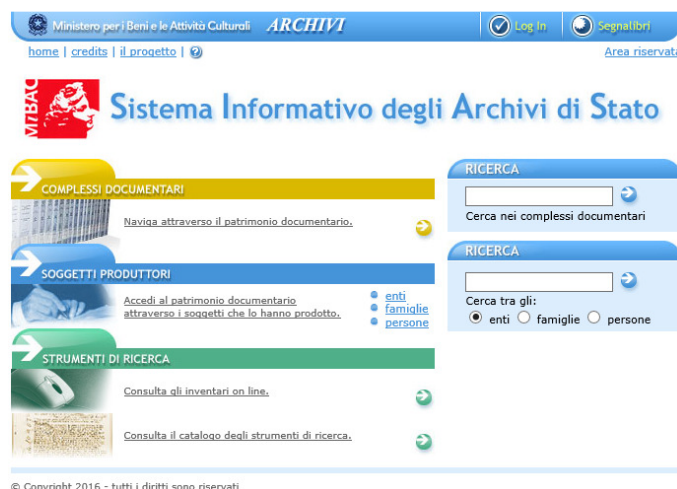 Ministero per i Beni e le Attività Culturali ARCHIVI Log In Segnalibri
home | credits | il progetto | ? Area riservata
MiBAC
Sistema Informativo degli Archivi di Stato
COMPLESSI DOCUMENTARI
Naviga attraverso il patrimonio documentario.
SOGGETTI PRODUTTORI
Accedi al patrimonio documentario
attraverso i soggetti che lo hanno prodotto.
enti
famiglie
persone
STRUMENTI DI RICERCA
Consulta gli inventari on line.
Consulta il catalogo degli strumenti di ricerca.
RICERCA
Cerca nei complessi documentari
RICERCA
Cerca tra gli:
enti famiglie persone
© Copyright 2016 - tutti i diritti sono riservati